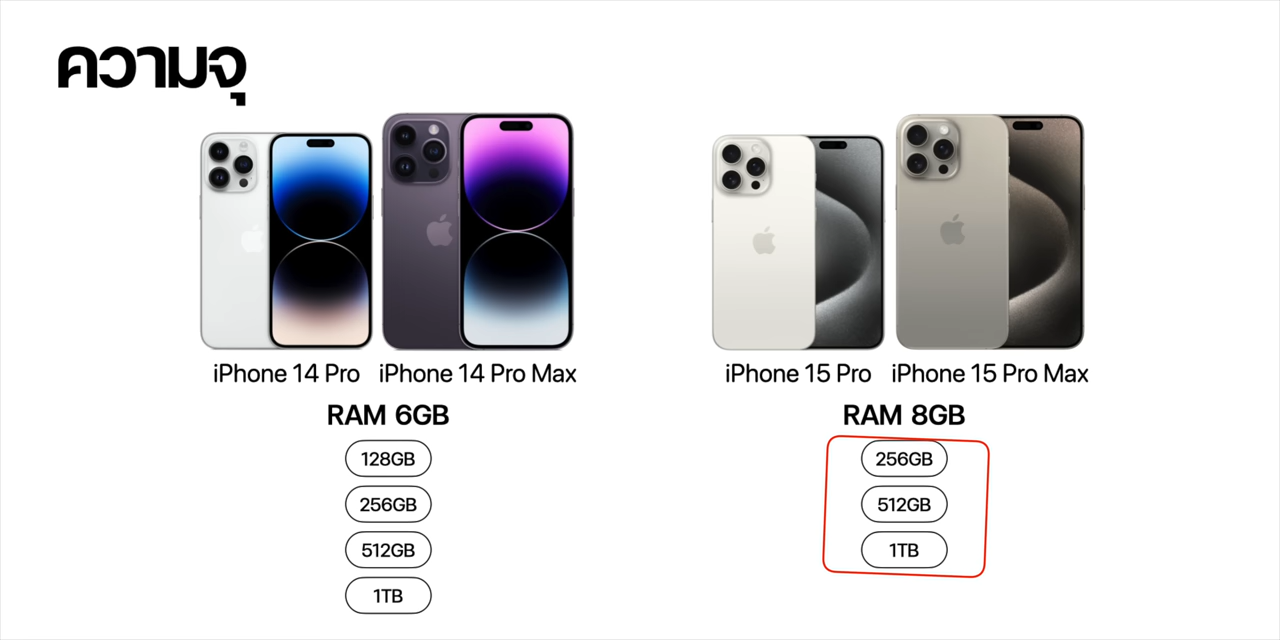 ความจุ
iPhone 14 Pro
iPhone 14 Pro Max
RAM 6GB
128GB
256GB
512GB
1TB
iPhone 15 Pro
iPhone 15 Pro Max
RAM 8GB
256GB
512GB
1TB